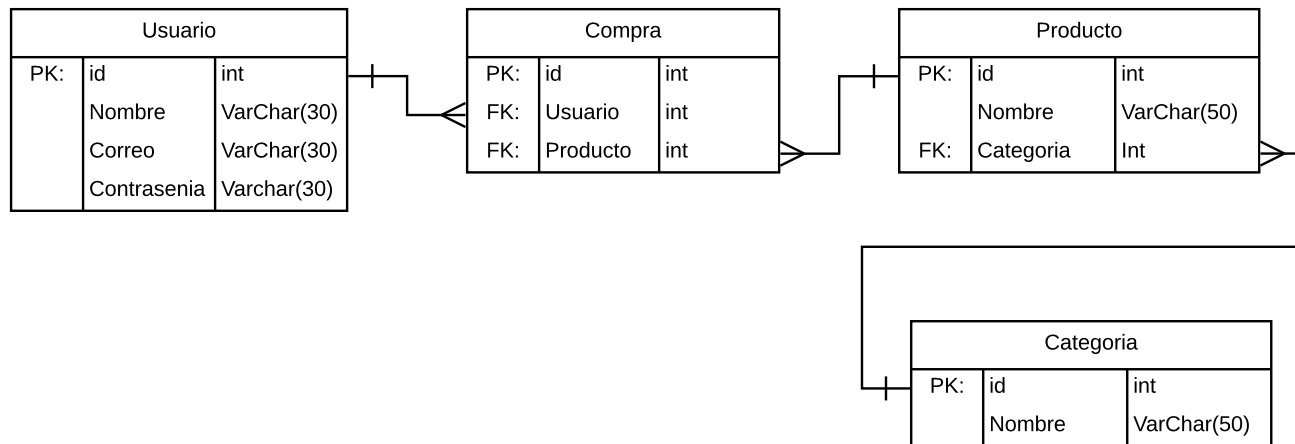 Usuario
PK: id int
Nombre VarChar(30)
Correo VarChar(30)
Contrasenia Varchar(30)
Compra
PK: id int
FK: Usuario int
FK: Producto int
Producto
PK: id int
Nombre VarChar(50)
FK: Categoria Int
Categoria
PK: id int
Nombre VarChar(50)